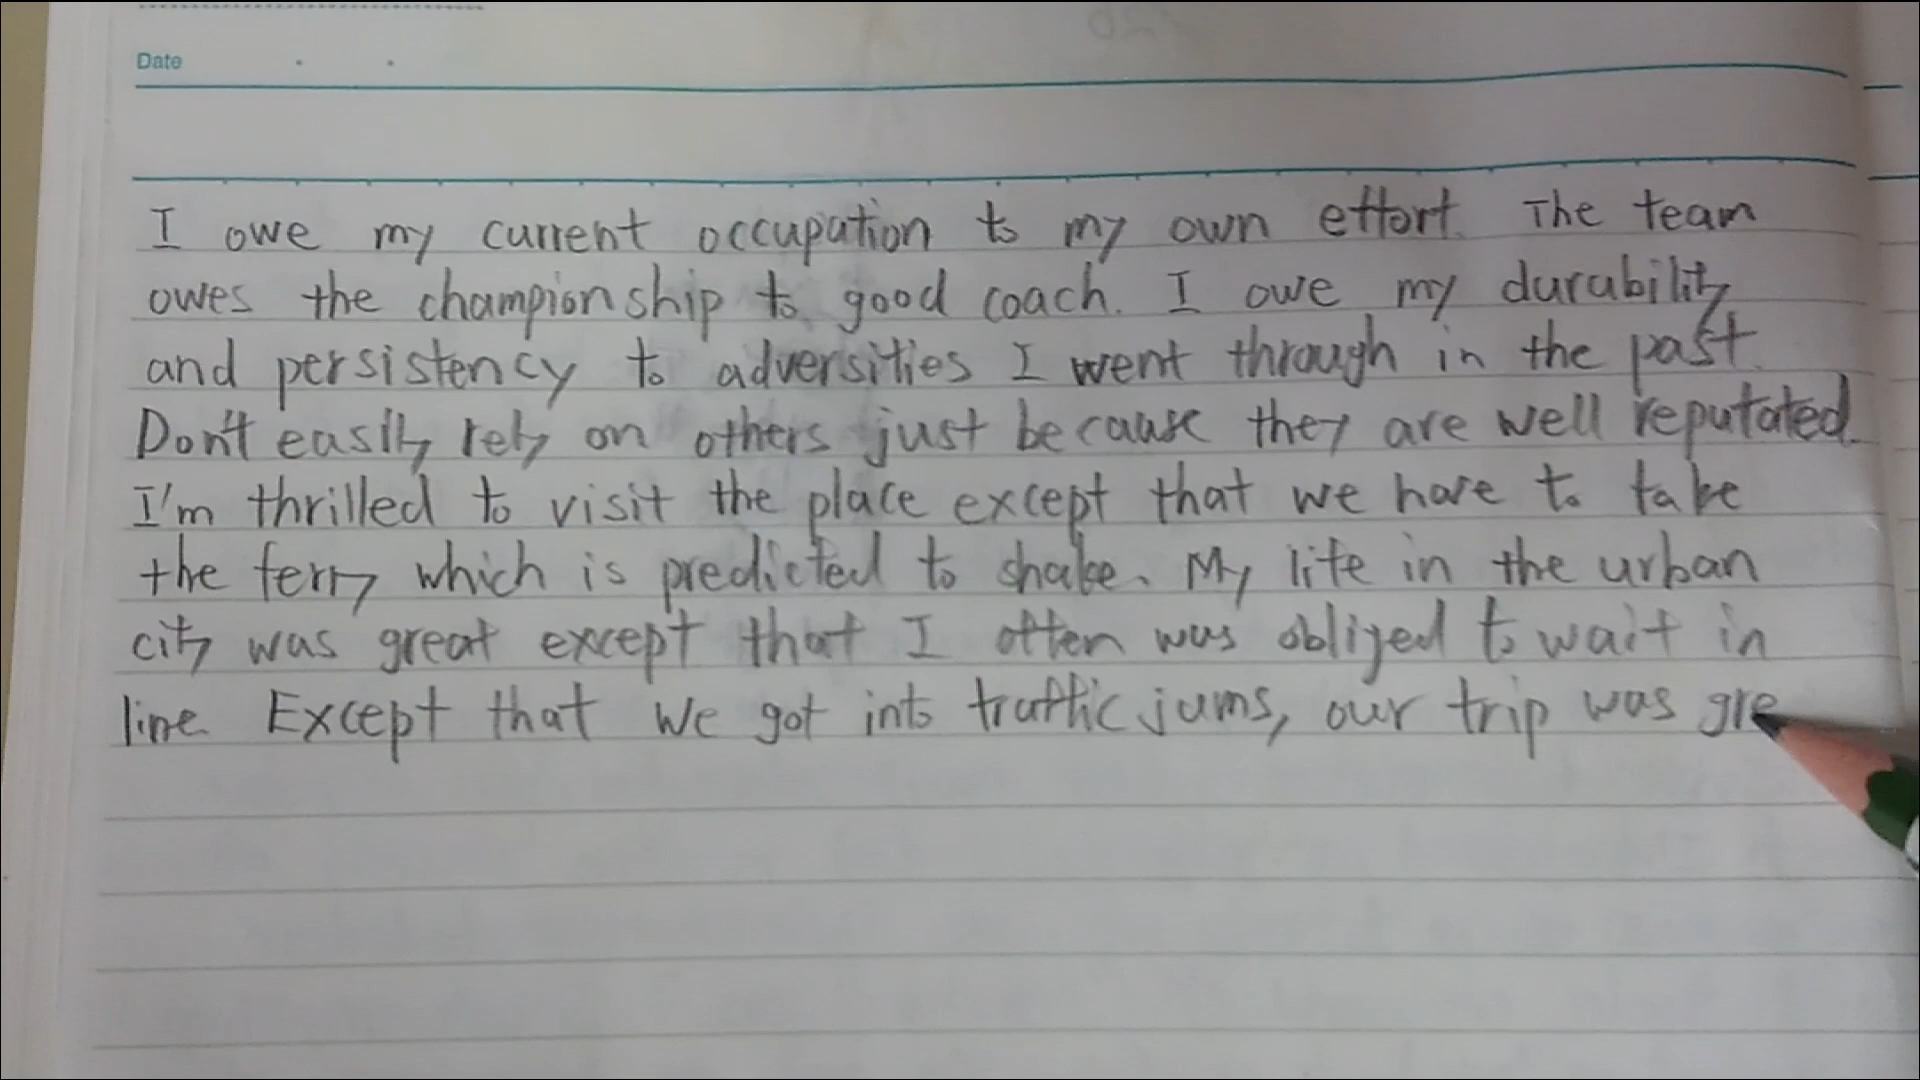 Date
I owe my current occupation to my own effort. The team
owes the championship to good coach. I owe my durability
and persistency to adversities I went through in the past.
Don't easily rely on others just because they are well reputated.
I'm thrilled to visit the place except that we have to take
the ferry which is predicted to shake. My life in the urban
city was great except that I often was obliged to wait in
line. Except that we got into traffic jams, our trip was gre